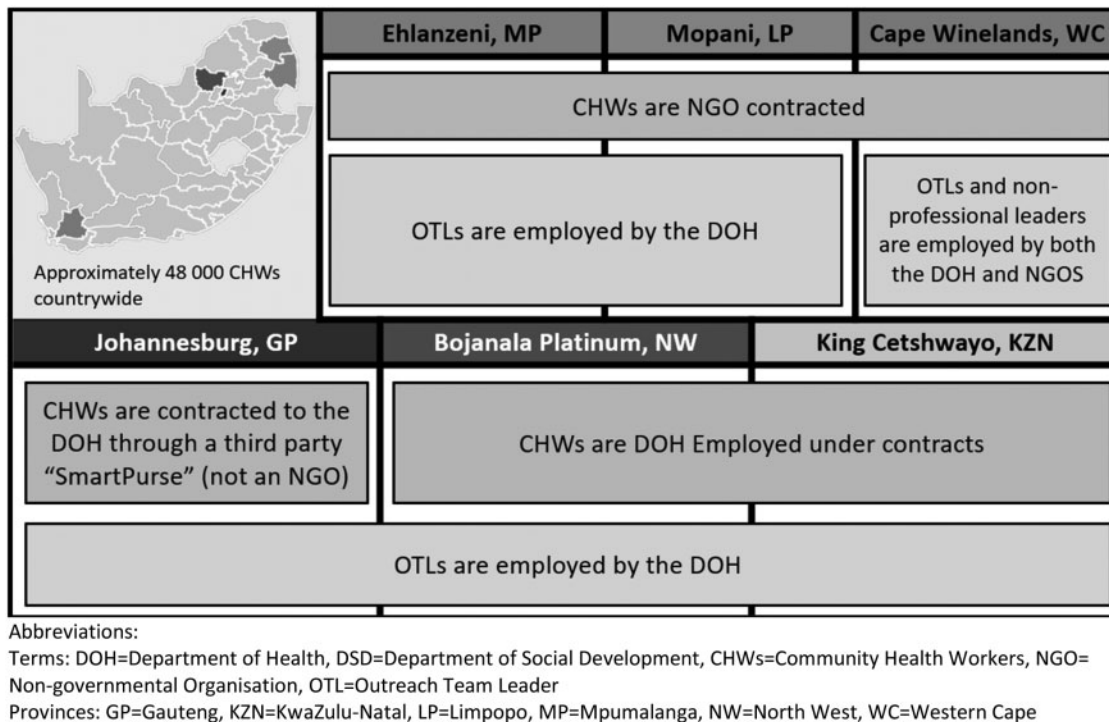 Ehlanzeni, MP
Mopani, LP
Cape Winelands, WC
CHWs are NGO contracted
OTLs are employed by the DOH
OTLs and non-
professional leaders
are employed by both
the DOH and NGOS
Approximately 48 000 CHWs
countrywide
Johannesburg, GP
Bojanala Platinum, NW
King Cetshwayo, KZN
CHWs are contracted to the
DOH through a third party
“SmartPurse” (not an NGO)
CHWs are DOH Employed under contracts
OTLs are employed by the DOH
Abbreviations:
Terms: DOH=Department of Health, DSD=Department of Social Development, CHWs=Community Health Workers, NGO=
Non-governmental Organisation, OTL=Outreach Team Leader
Provinces: GP=Gauteng, KZN=KwaZulu-Natal, LP=Limpopo, MP=Mpumalanga, NW=North West, WC=Western Cape